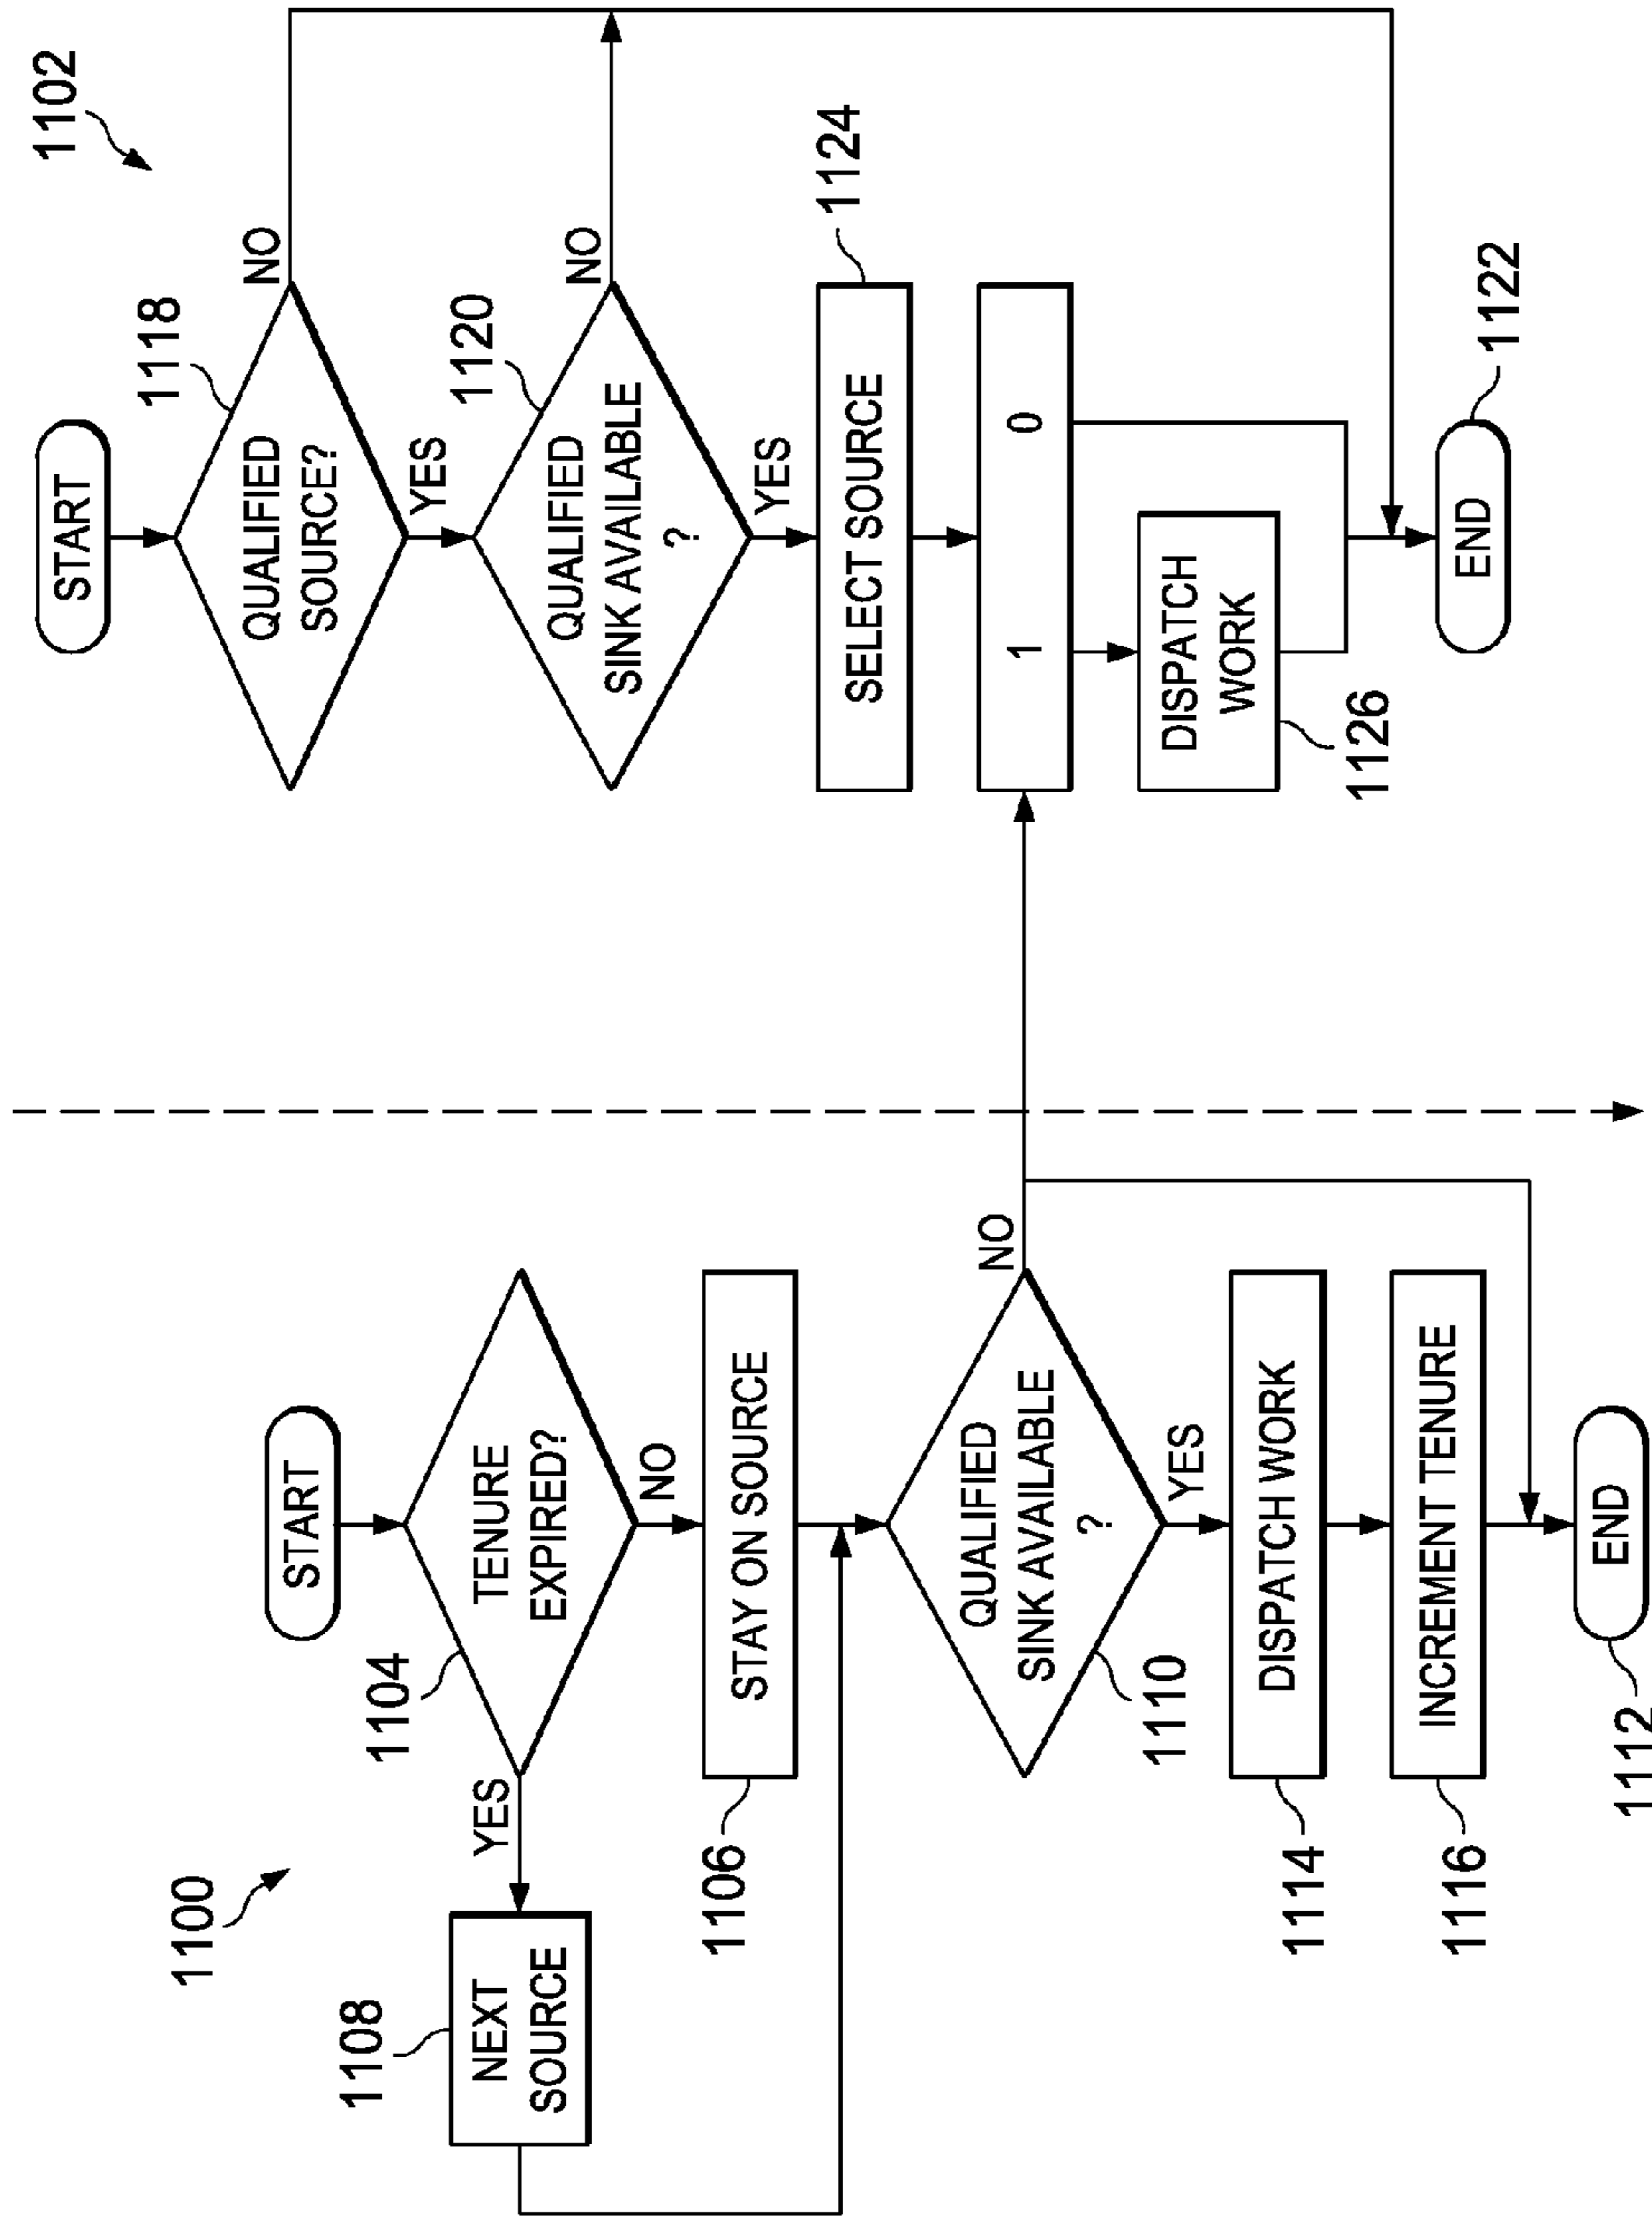 1100
START
1104
TENURE
EXPIRED?
YES
NO
1108
NEXT
SOURCE
1106
STAY ON SOURCE
1110
QUALIFIED
SINK AVAILABLE
?
NO
YES
1114
DISPATCH WORK
1116
INCREMENT TENURE
1112
END
1102
START
1118
QUALIFIED
SOURCE?
NO
YES
1120
QUALIFIED
SINK AVAILABLE
?
NO
YES
1124
SELECT SOURCE
1 0
DISPATCH
WORK
1126
END
1122